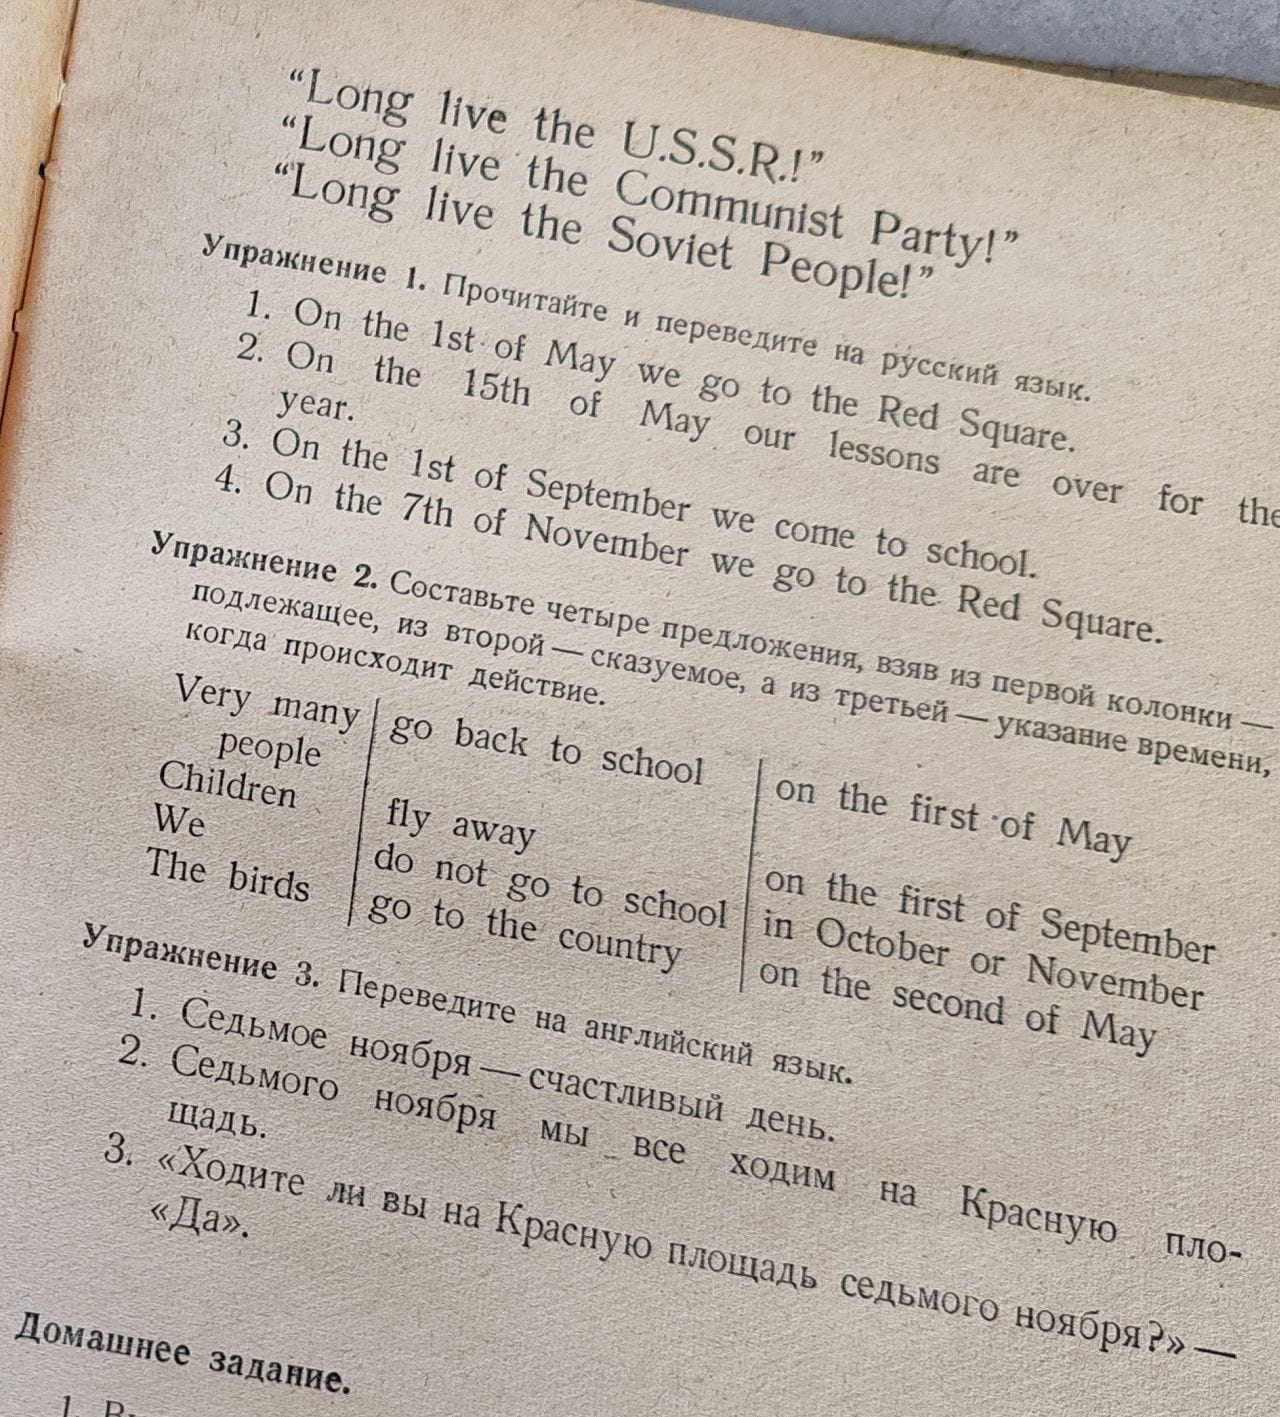 “Long live the U.S.S.R.!”
“Long live the Communist Party!”
“Long live the Soviet People!”
Упражнение 1. Прочитайте и переведите на русский язык.
1. On the 1st of May we go to the Red Square.
2. On the 15th of May our lessons are over for the
year.
3. On the 1st of September we come to school.
4. On the 7th of November we go to the Red Square.
Упражнение 2. Составьте четыре предложения, взяв из первой колонки —
подлежащее, из второй — сказуемое, а из третьей — указание времени,
когда происходит действие.
Very many go back to school on the first of May
people
Children fly away on the first of September
We do not go to school in October or November
The birds go to the country on the second of May
Упражнение 3. Переведите на английский язык.
1. Седьмое ноября — счастливый день.
2. Седьмого ноября мы все ходим на Красную пло-
щадь.
3. «Ходите ли вы на Красную площадь седьмого ноября?» —
«Да».
Домашнее задание.
1.